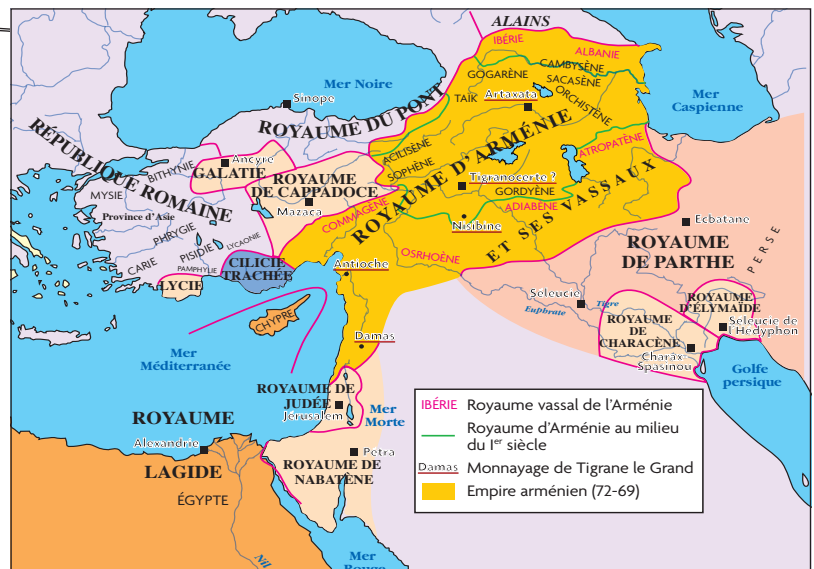 ALAINS
IBÉRIE
ALBANIE
CAMBYSÈNE
GOGARÈNE
SACASÈNE
Mer Noire
Mer
Caspienne
TAÏK
Artaxata
ORCHISTÈNE
Sinope
ROYAUME DU PONT
RÉPUBLIQUE ROMAINE
ACILISÈNE
SOPHÈNE
ROYAUME D'ARMÉNIE
ET SES VASSAUX
ATROPATÈNE
Ancyre
GALATIE
BITHYNIE
MYSIE
ROYAUME
DE CAPPADOCE
Mazaca
Tigranocerte ?
GORDYÈNE
ADIABÈNE
Province d'Asie
PHRYGIE
COMMAGÈNE
Nisibine
Ecbatane
PISIDIE
LYCAONIE
CARIE
PAMPHYLIE
CILICIE
TRACHÉE
LYCIE
OSRHOÈNE
Antioche
ROYAUME
DE PARTHE
PERSE
Séleucie
Tigre
Euphrate
ROYAUME
D'ÉLYMAÏDE
CHYPRE
ROYAUME
DE
CHARACÈNE
Séleucie de
l'Hedyphon
Damas
Charâx-
Spasinou
Mer
Méditerranée
Golfe
persique
ROYAUME DE
JUDÉE
Jérusalem
Mer
Morte
ROYAUME
LAGIDE
Alexandrie
Petra
ROYAUME DE
NABATÈNE
ÉGYPTE
Nil
Mer
Rouge
IBÉRIE Royaume vassal de l'Arménie
Royaume d'Arménie au milieu
du Ier siècle
Damas Monnayage de Tigrane le Grand
Empire arménien (72-69)